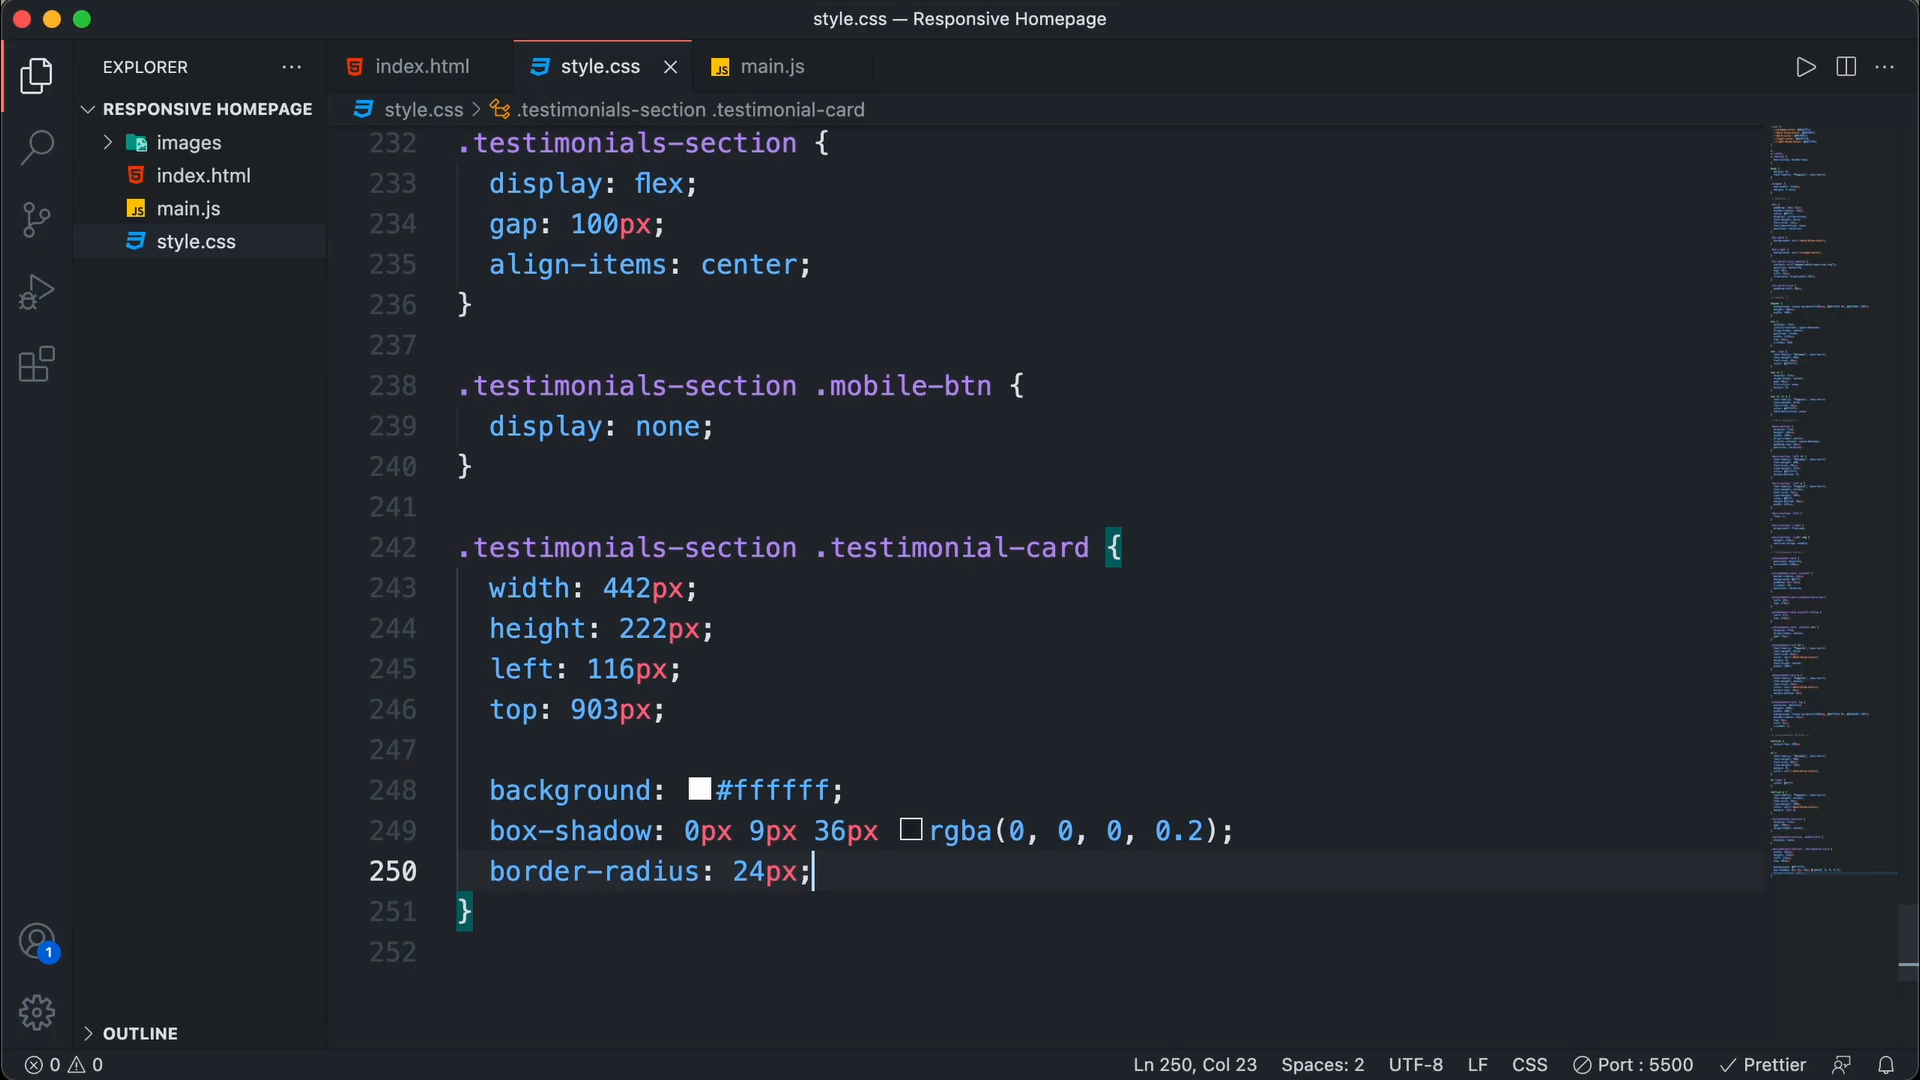 style.css — Responsive Homepage
EXPLORER
index.html
style.css
main.js
RESPONSIVE HOMEPAGE
style.css > .testimonials-section .testimonial-card
images
index.html
main.js
style.css
232 .testimonials-section {
233 display: flex;
234 gap: 100px;
235 align-items: center;
236 }
237
238 .testimonials-section .mobile-btn {
239 display: none;
240 }
241
242 .testimonials-section .testimonial-card {
243 width: 442px;
244 height: 222px;
245 left: 116px;
246 top: 903px;
247
248 background: #ffffff;
249 box-shadow: 0px 9px 36px rgba(0, 0, 0, 0.2);
250 border-radius: 24px;
251 }
252
1
OUTLINE
0 0
Ln 250, Col 23 Spaces: 2 UTF-8 LF CSS Port : 5500 Prettier